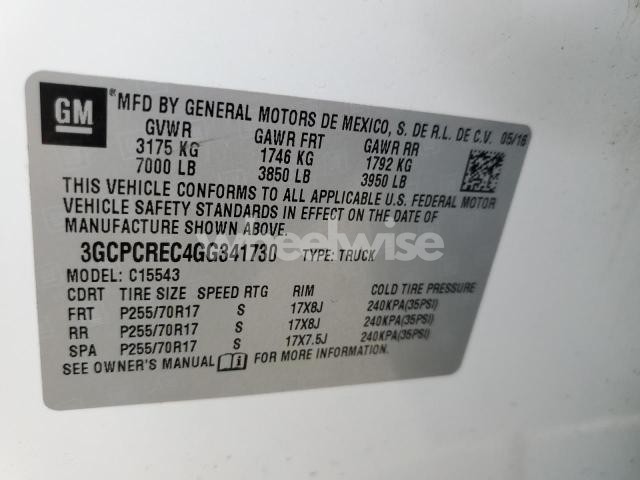 GM ® MFD BY GENERAL MOTORS DE MEXICO, S. DE R.L. DE C.V. 05/16
GVWR GAWR FRT GAWR RR
3175 KG 1746 KG 1792 KG
7000 LB 3850 LB 3950 LB
THIS VEHICLE CONFORMS TO ALL APPLICABLE U.S. FEDERAL MOTOR
VEHICLE SAFETY STANDARDS IN EFFECT ON THE DATE OF
MANUFACTURE SHOWN ABOVE.
3GCPCREC4GG341730 TYPE: TRUCK
wheelwise
MODEL: C15543
CDRT TIRE SIZE SPEED RTG RIM COLD TIRE PRESSURE
FRT P255/70R17 S 17X8J 240KPA(35PSI)
RR P255/70R17 S 17X8J 240KPA(35PSI)
SPA P255/70R17 S 17X7.5J 240KPA(35PSI)
SEE OWNER'S MANUAL FOR MORE INFORMATION.